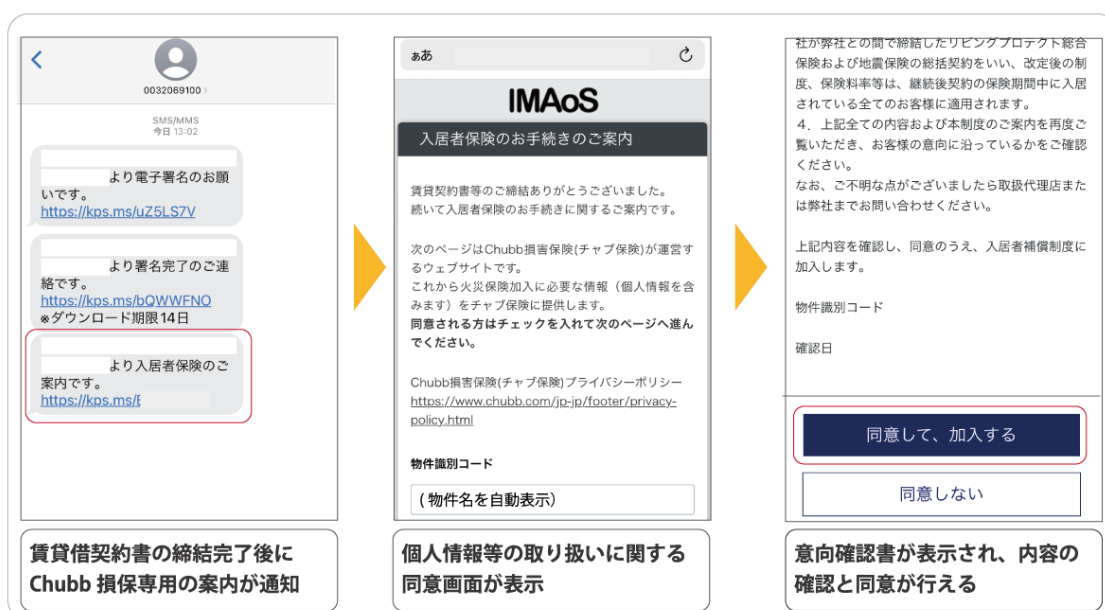 0032069100
SMS/MMS
今日 13:02
より電子署名のお願
いです。
https://kps.ms/uZ5LS7V
より署名完了のご連
絡です。
https://kps.ms/bQWWFNO
※ダウンロード期限14日
より入居者保険のご
案内です。
https://kps.ms/
賃貸借契約書の締結完了後に
Chubb 損保専用の案内が通知
ぁあ
IMAoS
入居者保険のお手続きのご案内
賃貸契約書等のご締結ありがとうございました。
続いて入居者保険のお手続きに関するご案内です。
次のページはChubb損害保険(チャブ保険)が運営す
るウェブサイトです。
これから火災保険加入に必要な情報（個人情報を含
みます）をチャブ保険に提供します。
同意される方はチェックを入れて次のページへ進ん
でください。
Chubb損害保険(チャブ保険)プライバシーポリシー
https://www.chubb.com/jp-jp/footer/privacy-
policy.html
物件識別コード
( 物件名を自動表示）
個人情報等の取り扱いに関する
同意画面が表示
社が弊社との間で締結したリビングプロテクト総合
保険および地震保険の総括契約をいい、改定後の制
度、保険料率等は、継続後契約の保険期間中に入居
されている全てのお客様に適用されます。
４．上記全ての内容および本制度のご案内を再度ご
覧いただき、お客様の意向に沿っているかをご確認
ください。
なお、ご不明な点がございましたら取扱代理店また
は弊社までお問い合わせください。
上記内容を確認し、同意のうえ、入居者補償制度に
加入します。
物件識別コード
確認日
同意して、加入する
同意しない
意向確認書が表示され、内容の
確認と同意が行える